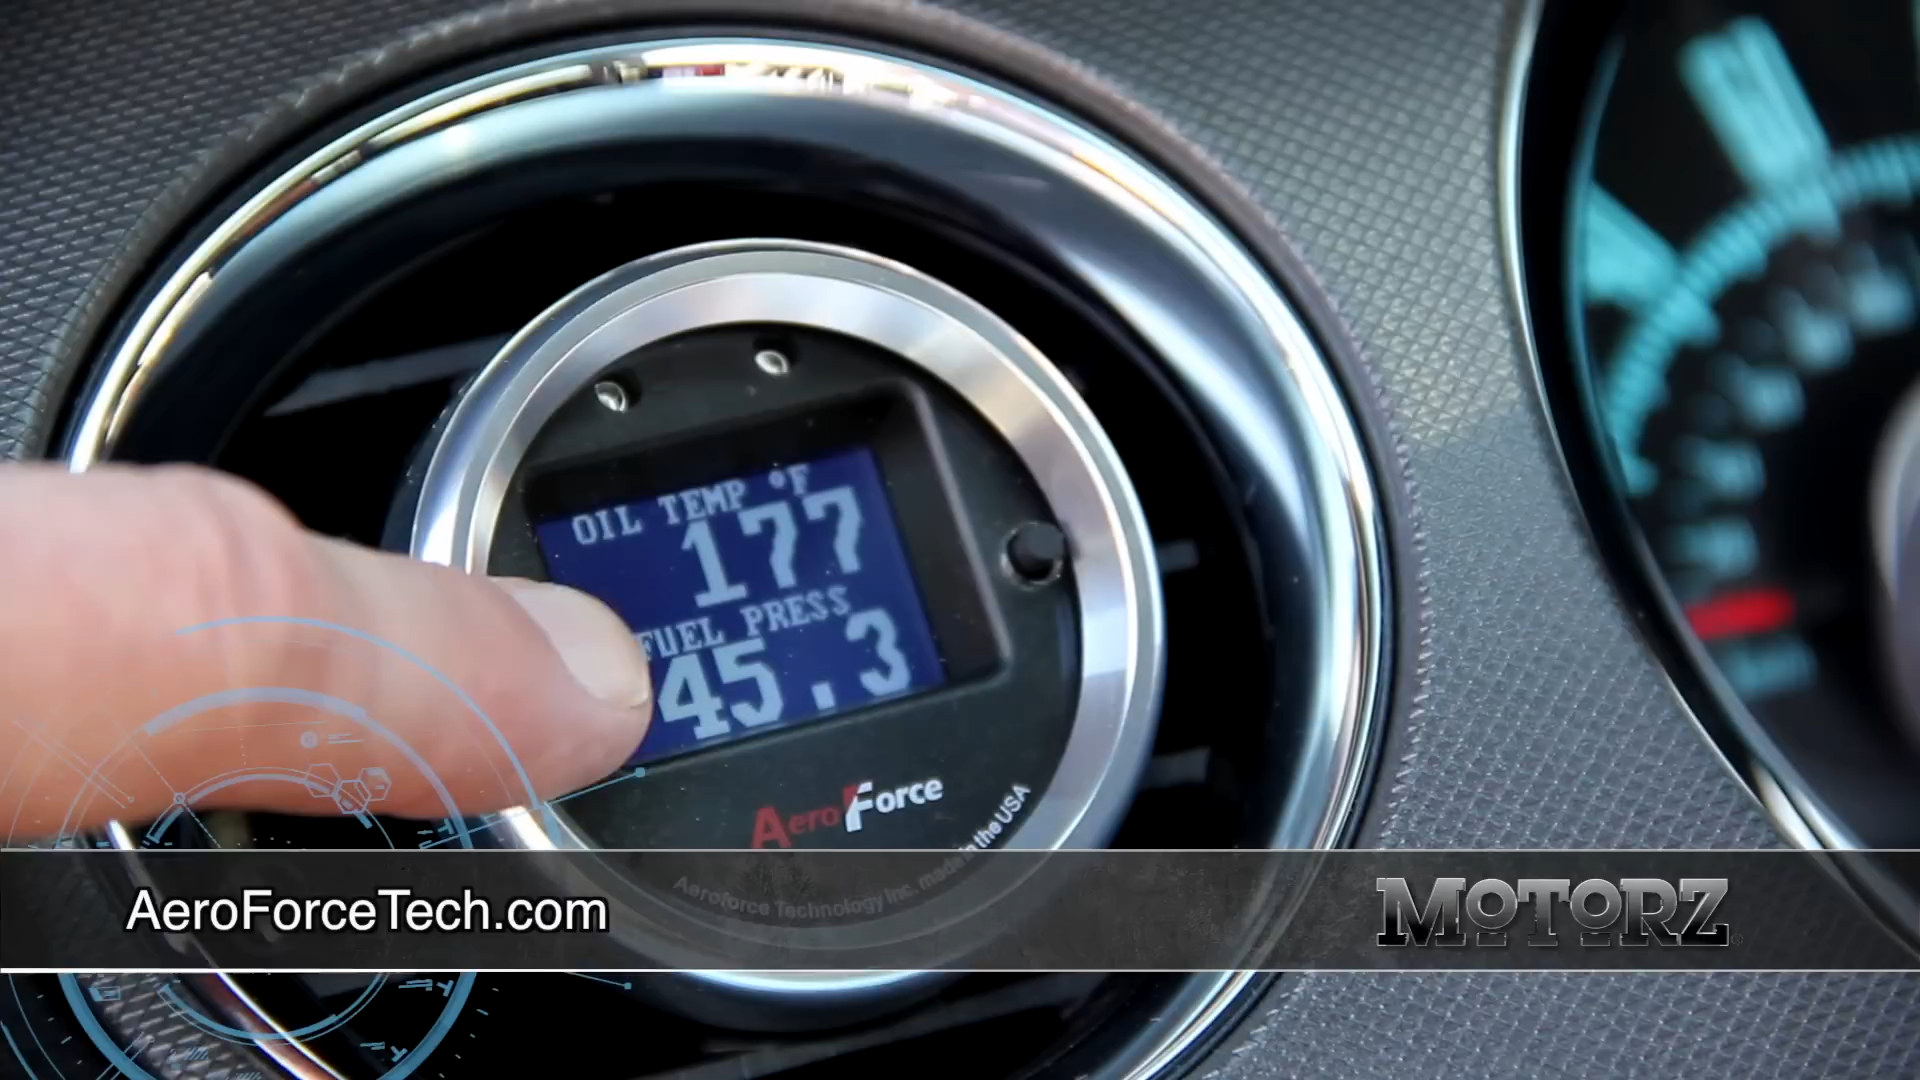 OIL TEMP °F
177
FUEL PRESS
45.3
AeroForce
Aeroforce Technology Inc. made in the USA
AeroForceTech.com
MOTORZ